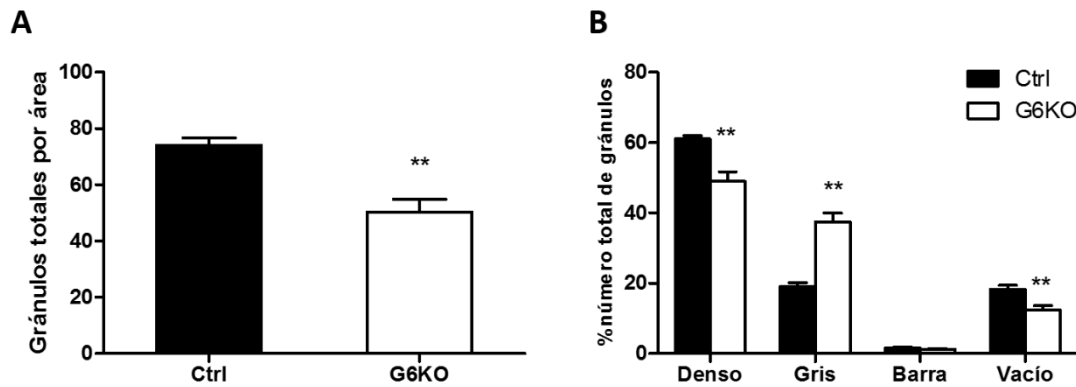 A
Gránulos totales por área
100
80
60
40
20
0
**
Ctrl
G6KO
B
%número total de gránulos
80
60
40
20
0
Ctrl
G6KO
**
**
**
Denso
Gris
Barra
Vacío